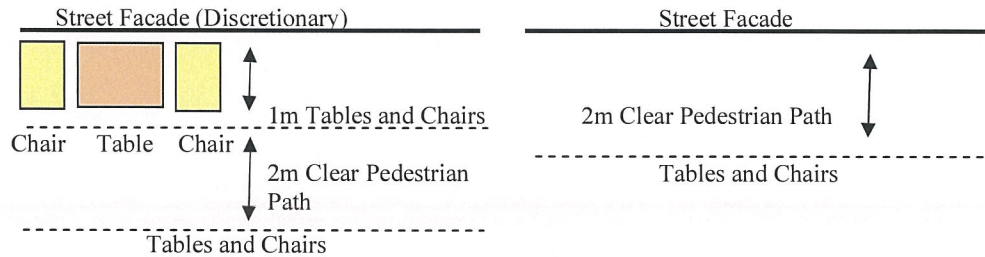 Street Facade (Discretionary)
1m Tables and Chairs
Chair Table Chair
2m Clear Pedestrian
Path
Tables and Chairs
Street Facade
2m Clear Pedestrian Path
Tables and Chairs